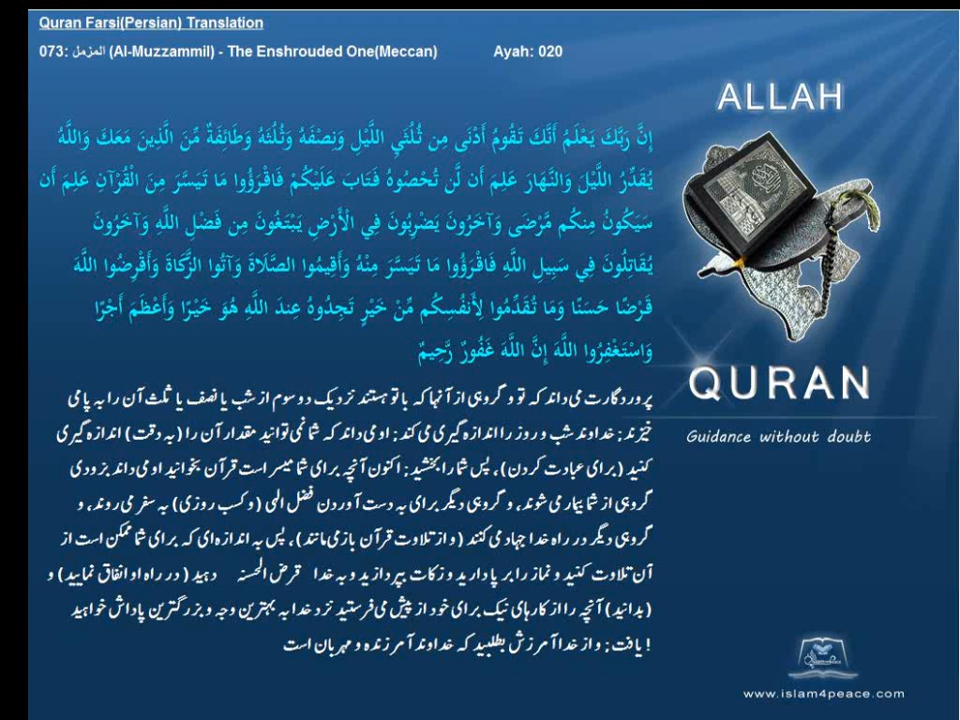 Quran Farsi(Persian) Translation
073: المزمل (Al-Muzzammil) - The Enshrouded One(Meccan) Ayah: 020
ALLAH
إِنَّ رَبَّكَ يَعْلَمُ أَنَّكَ تَقُومُ أَدْنَى مِن ثُلُثَيِ اللَّيْلِ وَنِصْفَهُ وَثُلُثَهُ وَطَائِفَةٌ مِّنَ الَّذِينَ مَعَكَ وَاللَّهُ
يُقَدِّرُ اللَّيْلَ وَالنَّهَارَ عَلِمَ أَن لَّن تُحْصُوهُ فَتَابَ عَلَيْكُمْ فَاقْرَؤُوا مَا تَيَسَّرَ مِنَ الْقُرْآنِ عَلِمَ أَن
سَيَكُونُ مِنكُم مَّرْضَى وَآخَرُونَ يَضْرِبُونَ فِي الْأَرْضِ يَبْتَغُونَ مِن فَضْلِ اللَّهِ وَآخَرُونَ
يُقَاتِلُونَ فِي سَبِيلِ اللَّهِ فَاقْرَؤُوا مَا تَيَسَّرَ مِنْهُ وَأَقِيمُوا الصَّلَاةَ وَآتُوا الزَّكَاةَ وَأَقْرِضُوا اللَّهَ
قَرْضًا حَسَنًا وَمَا تُقَدِّمُوا لِأَنفُسِكُم مِّنْ خَيْرٍ تَجِدُوهُ عِندَ اللَّهِ هُوَ خَيْرًا وَأَعْظَمَ أَجْرًا
وَاسْتَغْفِرُوا اللَّهَ إِنَّ اللَّهَ غَفُورٌ رَّحِيمٌ
پروردگارت می‌داند که تو و گروهی از آنها که با تو هستند نزدیک دو سوم از شب یا نصف یا ثلث آن را به پا می
خیزند: خداوند شب و روز را اندازه گیری می کند: او می‌داند که شما نمی‌توانید مقدار آن را (به دقت) اندازه گیری
کنید (برای عبادت کردن)، پس شما را بخشید: اکنون آنچه برای شما میسر است قرآن بخوانید او می‌داند بزودی
گروهی از شما بیمار می‌شوند، و گروهی دیگر برای به دست آوردن فضل الهی (و کسب روزی) به سفر می‌روند، و
گروهی دیگر در راه خدا جهاد می‌کنند (و از تلاوت قرآن بازمی‌مانند)، پس به اندازه‌ای که برای شما ممکن است از
آن تلاوت کنید و نماز را بر پا دارید و زکات بپردازید و به خدا قرض الحسنه دهید (در راه او انفاق نمایید) و
(بدانید) آنچه را از کارهای نیک برای خود از پیش می‌فرستید نزد خدا به بهترین وجه و بزرگترین پاداش خواهید
! یافت: و از خدا آمرزش بطلبید که خداوند آمرزنده و مهربان است
QURAN
Guidance without doubt
www.islam4peace.com